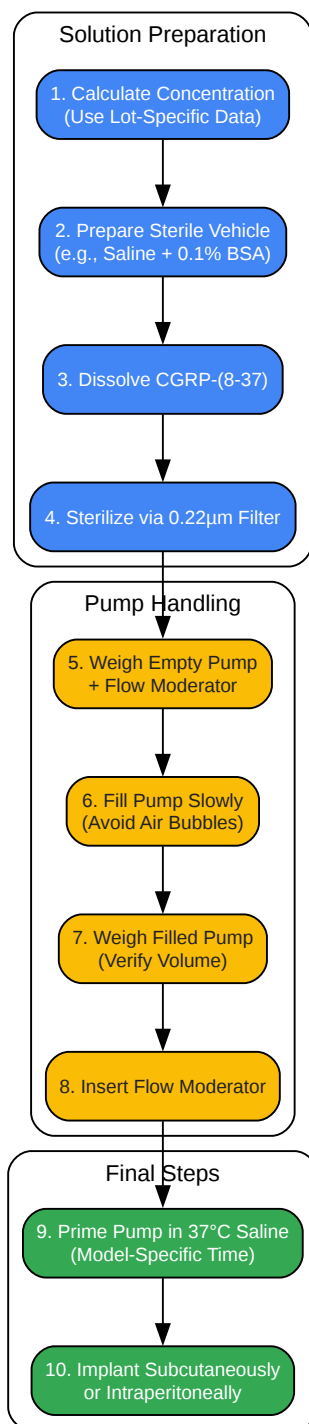 Solution Preparation
1. Calculate Concentration
(Use Lot-Specific Data)
2. Prepare Sterile Vehicle
(e.g., Saline + 0.1% BSA)
3. Dissolve CGRP-(8-37)
4. Sterilize via 0.22µm Filter
Pump Handling
5. Weigh Empty Pump
+ Flow Moderator
6. Fill Pump Slowly
(Avoid Air Bubbles)
7. Weigh Filled Pump
(Verify Volume)
8. Insert Flow Moderator
Final Steps
9. Prime Pump in 37°C Saline
(Model-Specific Time)
10. Implant Subcutaneously
or Intraperitoneally